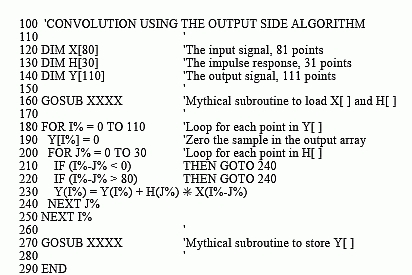 100 'CONVOLUTION USING THE OUTPUT SIDE ALGORITHM
110 '
120 DIM X[80] 'The input signal, 81 points
130 DIM H[30] 'The impulse response, 31 points
140 DIM Y[110] 'The output signal, 111 points
150 '
160 GOSUB XXXX 'Mythical subroutine to load X[ ] and H[ ]
170 '
180 FOR I% = 0 TO 110 'Loop for each point in Y[ ]
190 Y[I%] = 0 'Zero the sample in the output array
200 FOR J% = 0 TO 30 'Loop for each point in H[ ]
210 IF (I%-J% < 0) THEN GOTO 240
220 IF (I%-J% > 80) THEN GOTO 240
230 Y(I%) = Y(I%) + H(J%) * X(I%-J%)
240 NEXT J%
250 NEXT I%
260 '
270 GOSUB XXXX 'Mythical subroutine to store Y[ ]
280 '
290 END